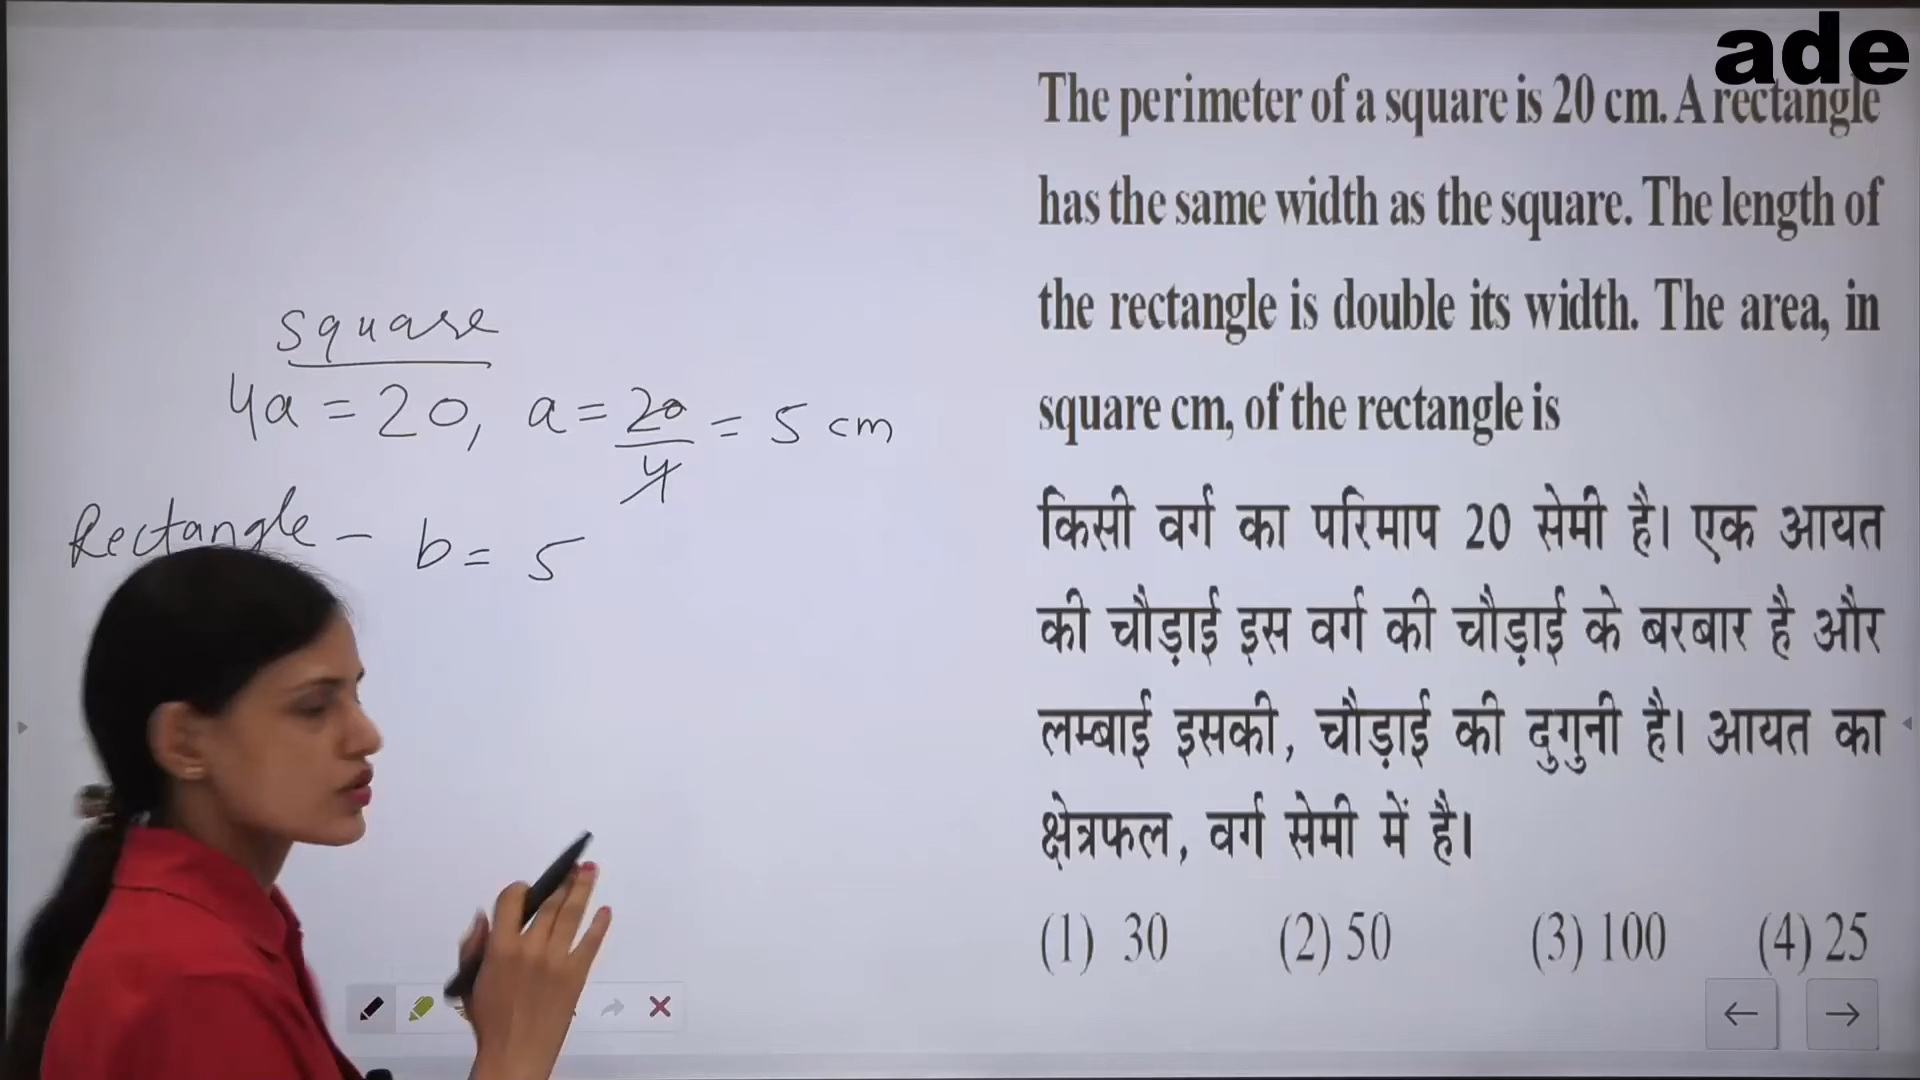 ade
The perimeter of a square is 20 cm. A rectangle
has the same width as the square. The length of
the rectangle is double its width. The area, in
square cm, of the rectangle is
किसी वर्ग का परिमाप 20 सेमी है। एक आयत
की चौड़ाई इस वर्ग की चौड़ाई के बरबार है और
लम्बाई इसकी, चौड़ाई की दुगुनी है। आयत का
क्षेत्रफल, वर्ग सेमी में है।
(1) 30 (2) 50 (3) 100 (4) 25
square
4a = 20, a = 20/4 = 5 cm
Rectangle - b = 5